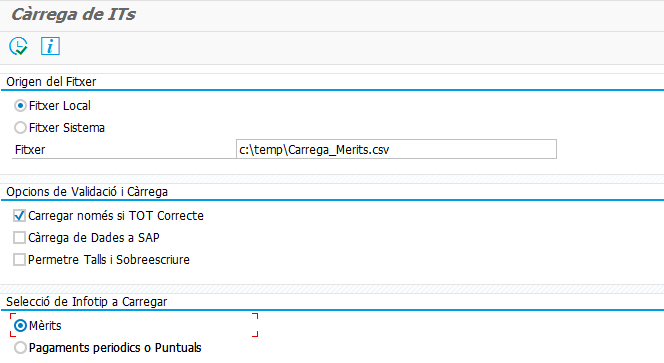 Càrrega de ITs
Origen del Fitxer
Fitxer Local
Fitxer Sistema
Fitxer c:\temp\Carrega_Merits.csv
Opcions de Validació i Càrrega
Carregar només si TOT Correcte
Càrrega de Dades a SAP
Permetre Talls i Sobreescriure
Selecció de Infotip a Carregar
Mèrits
Pagaments periodics o Puntuals